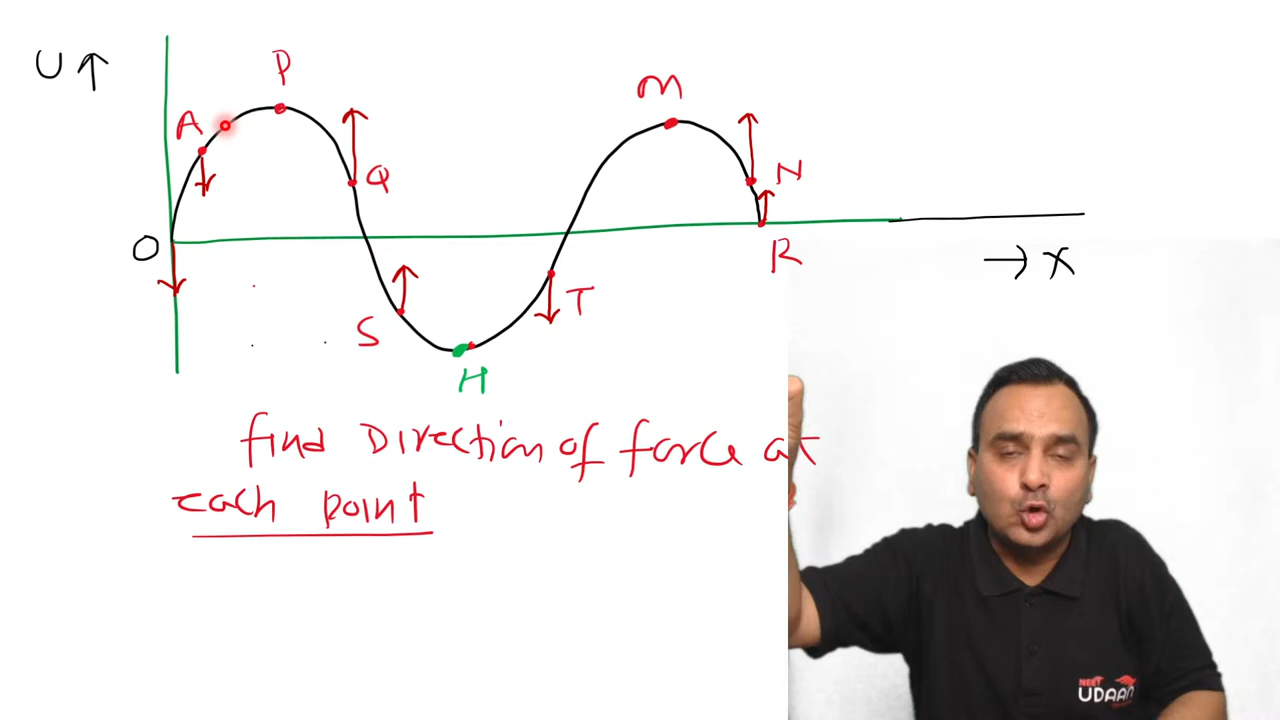 U↑
P
M
A
Q
N
O
R
→ x
S
T
H
find Direction of force at
each point
NEET
UDAAN